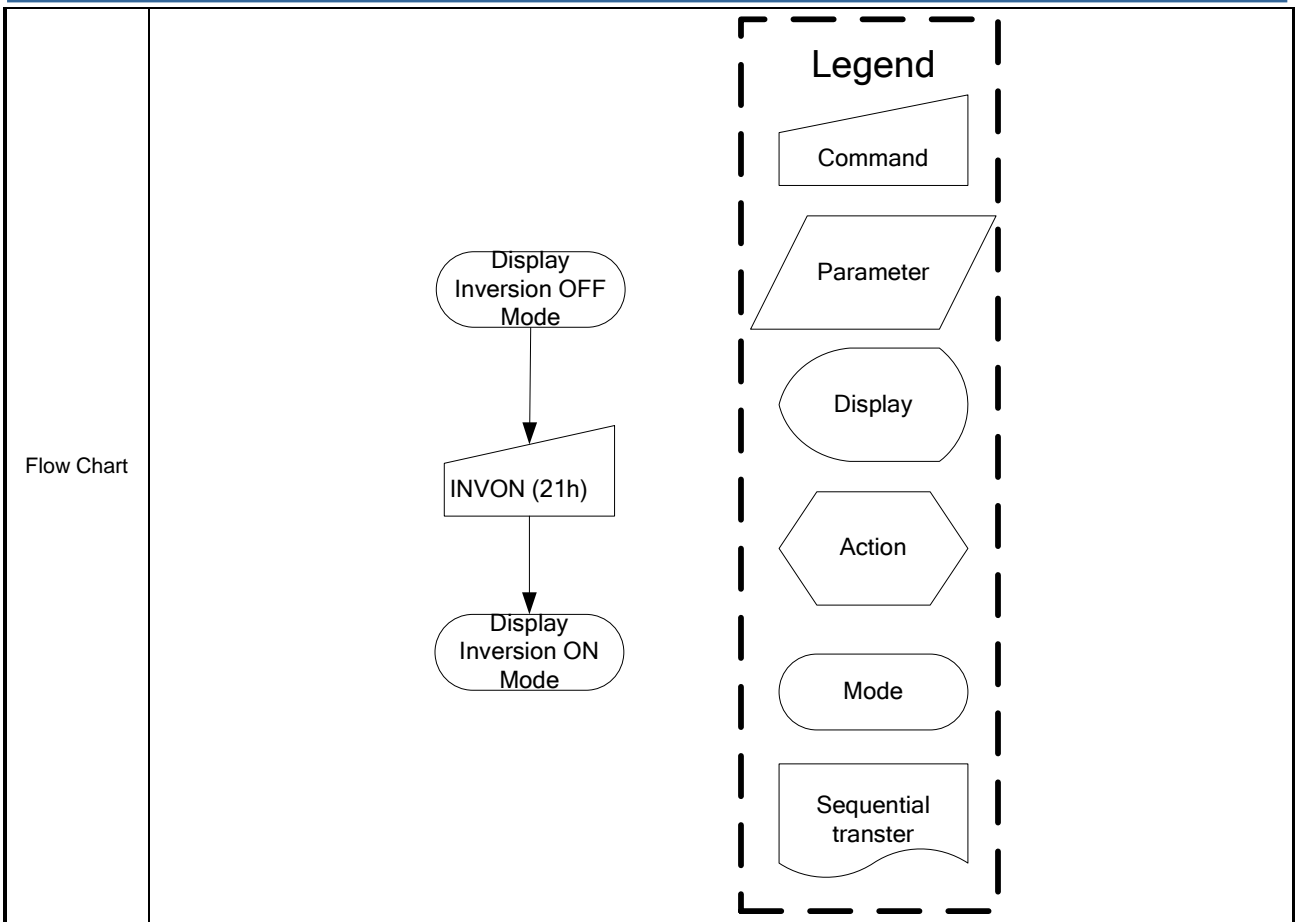 Flow Chart
Display
Inversion OFF
Mode
INVON (21h)
Display
Inversion ON
Mode
Legend
Command
Parameter
Display
Action
Mode
Sequential
transter